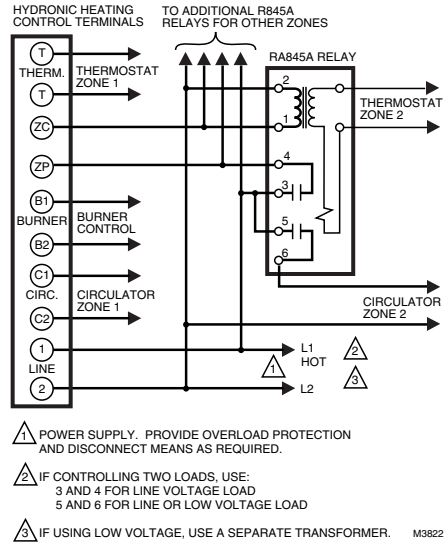 HYDRONIC HEATING
CONTROL TERMINALS
TO ADDITIONAL R845A
RELAYS FOR OTHER ZONES
RA845A RELAY
T
THERM.
T
THERMOSTAT
ZONE 1
ZC
ZP
B1
BURNER
B2
BURNER
CONTROL
C1
CIRC.
C2
CIRCULATOR
ZONE 1
1
LINE
2
2
1
4
3
5
6
THERMOSTAT
ZONE 2
CIRCULATOR
ZONE 2
L1
HOT
L2
1
2
3
1 POWER SUPPLY. PROVIDE OVERLOAD PROTECTION
AND DISCONNECT MEANS AS REQUIRED.
2 IF CONTROLLING TWO LOADS, USE:
3 AND 4 FOR LINE VOLTAGE LOAD
5 AND 6 FOR LINE OR LOW VOLTAGE LOAD
3 IF USING LOW VOLTAGE, USE A SEPARATE TRANSFORMER.
M3822